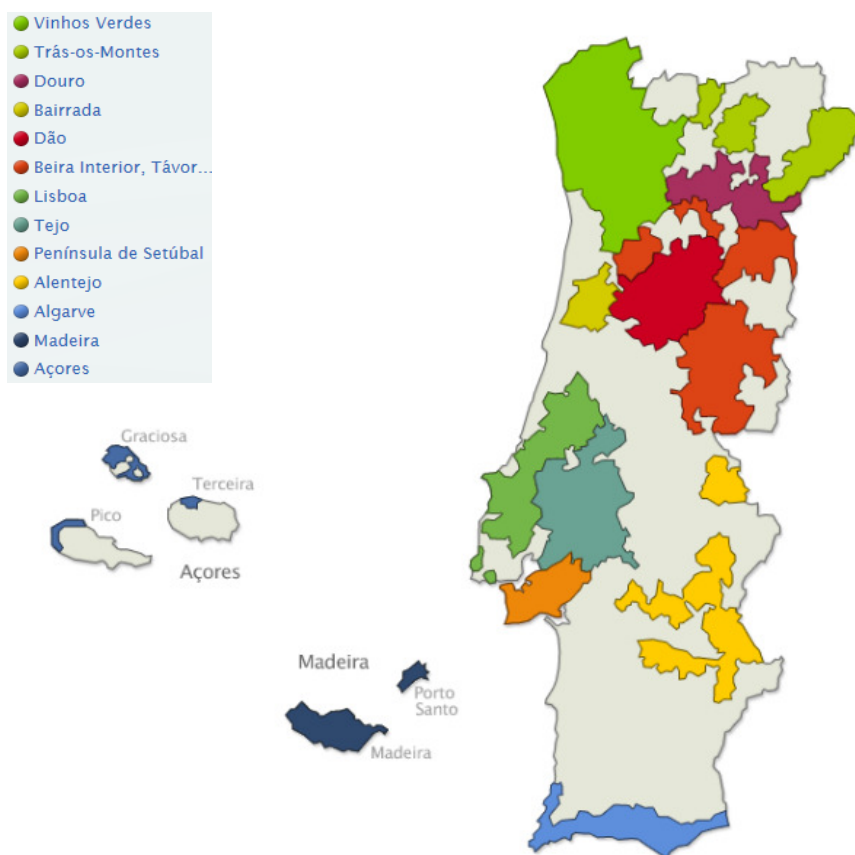 Vinhos Verdes
Trás-os-Montes
Douro
Bairrada
Dão
Beira Interior, Távor...
Lisboa
Tejo
Península de Setúbal
Alentejo
Algarve
Madeira
Açores
Graciosa
Terceira
Pico
Açores
Madeira
Porto
Santo
Madeira